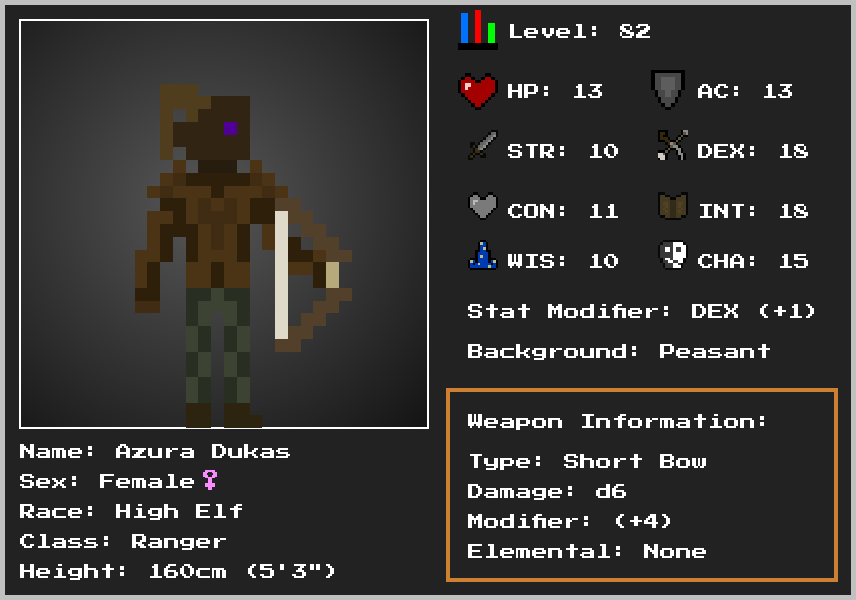 Level: 82
HP: 13
AC: 13
STR: 10
DEX: 18
CON: 11
INT: 18
WIS: 10
CHA: 15
Stat Modifier: DEX (+1)
Background: Peasant
Weapon Information:
Type: Short Bow
Damage: d6
Modifier: (+4)
Elemental: None
Name: Azura Dukas
Sex: Female♀
Race: High Elf
Class: Ranger
Height: 160cm (5'3")